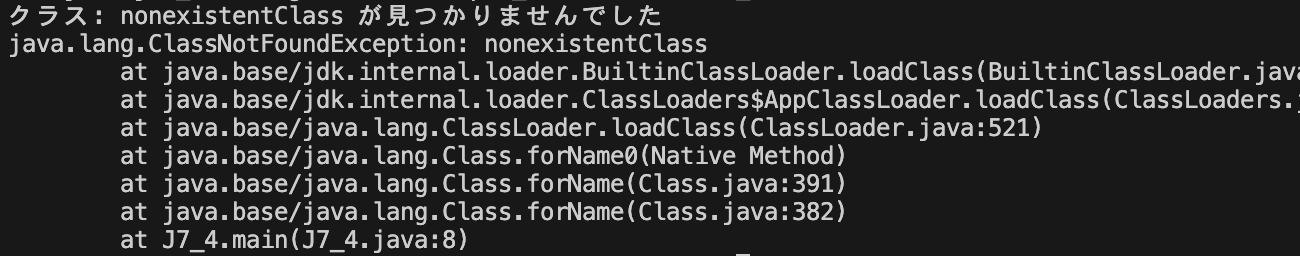 クラス: nonexistentClass が見つかりませんでした
java.lang.ClassNotFoundException: nonexistentClass
at java.base/jdk.internal.loader.BuiltinClassLoader.loadClass(BuiltinClassLoader.java
at java.base/jdk.internal.loader.ClassLoaders$AppClassLoader.loadClass(ClassLoaders.j
at java.base/java.lang.ClassLoader.loadClass(ClassLoader.java:521)
at java.base/java.lang.Class.forName0(Native Method)
at java.base/java.lang.Class.forName(Class.java:391)
at java.base/java.lang.Class.forName(Class.java:382)
at J7_4.main(J7_4.java:8)